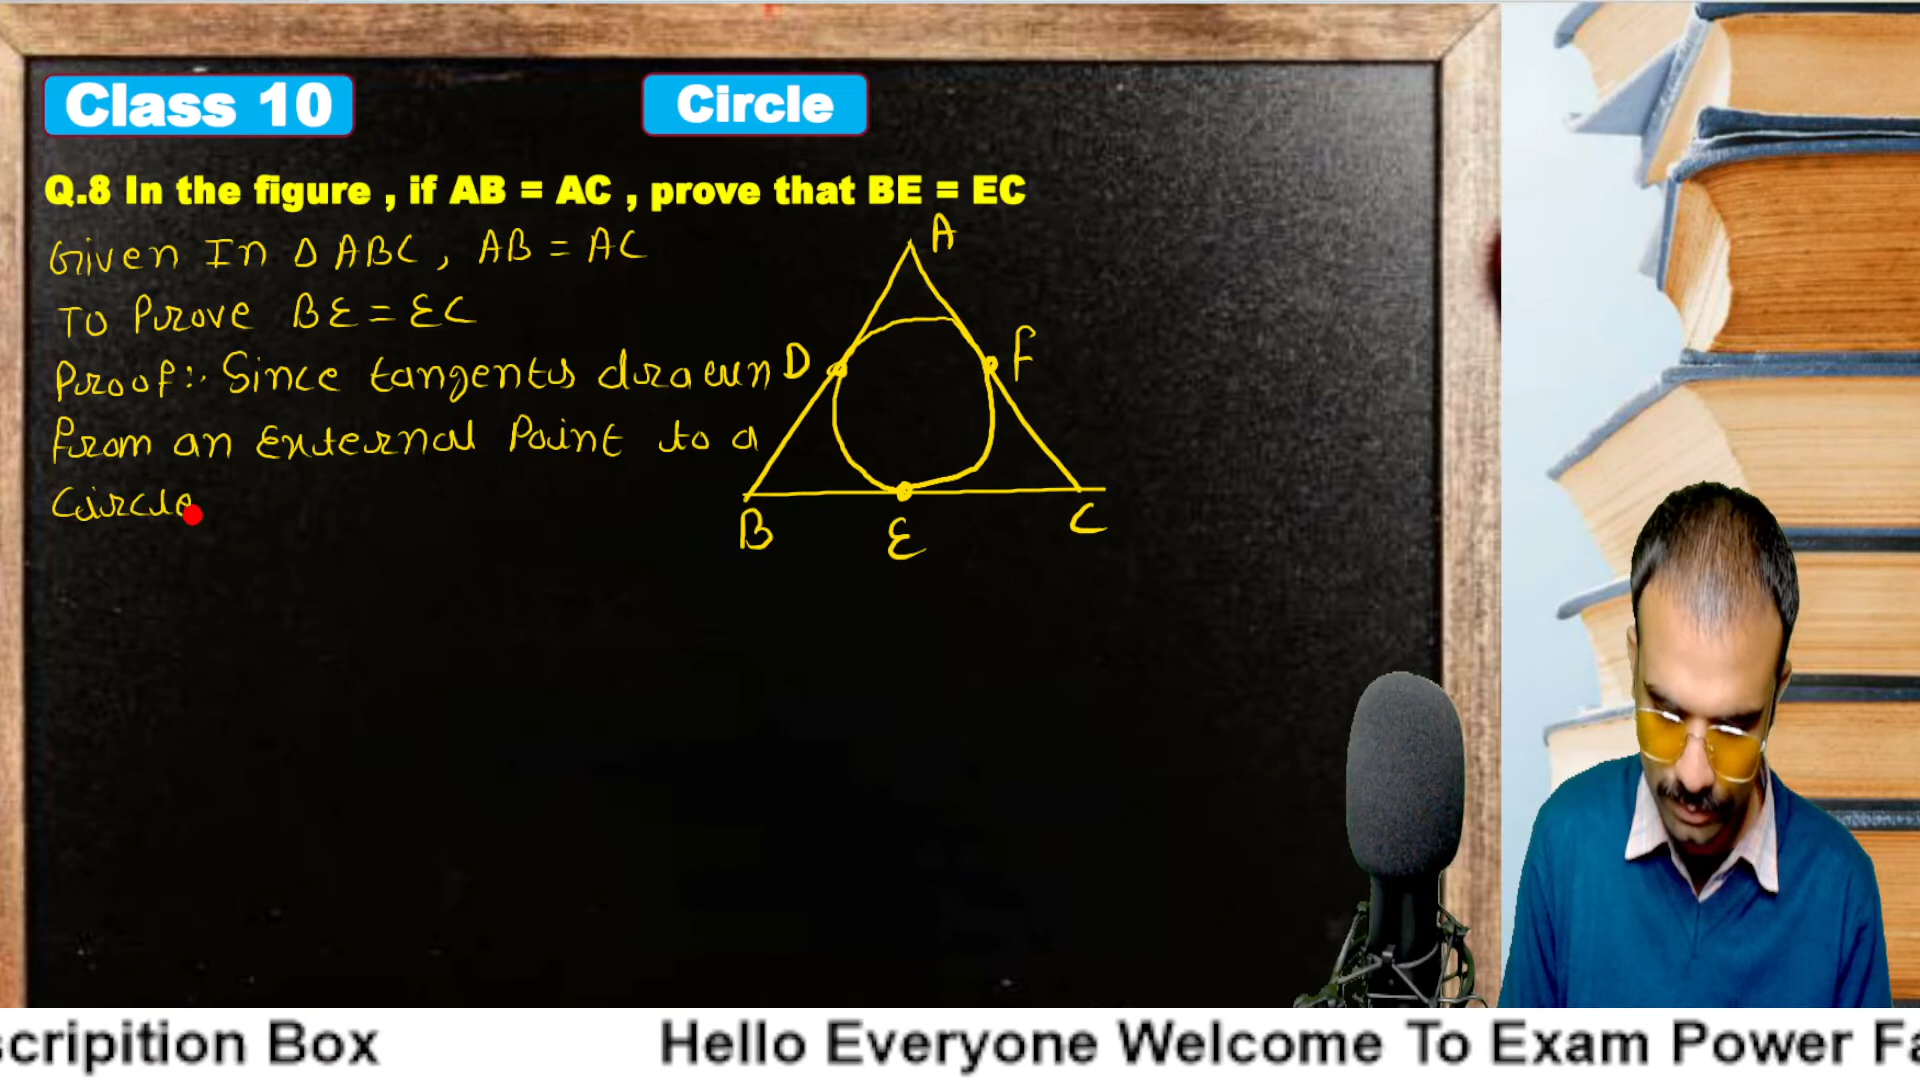 Class 10
Circle
Q.8 In the figure , if AB = AC , prove that BE = EC
Given In Δ ABC, AB = AC
To Prove BE = EC
Proof:. Since tangents drawn
from an External Point to a
Circle
A
D
F
B
E
C
scripition Box
Hello Everyone Welcome To Exam Power Fa